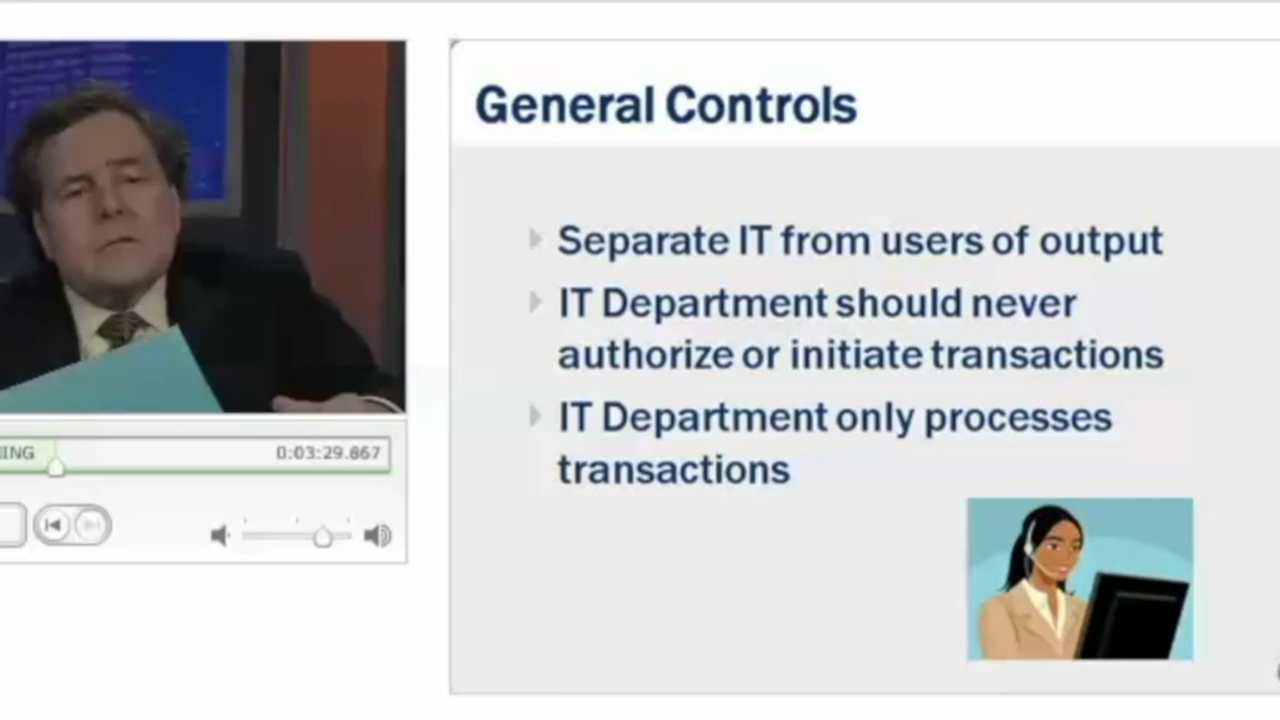 General Controls
Separate IT from users of output
IT Department should never
authorize or initiate transactions
IT Department only processes
transactions
ING
0:03:29.867